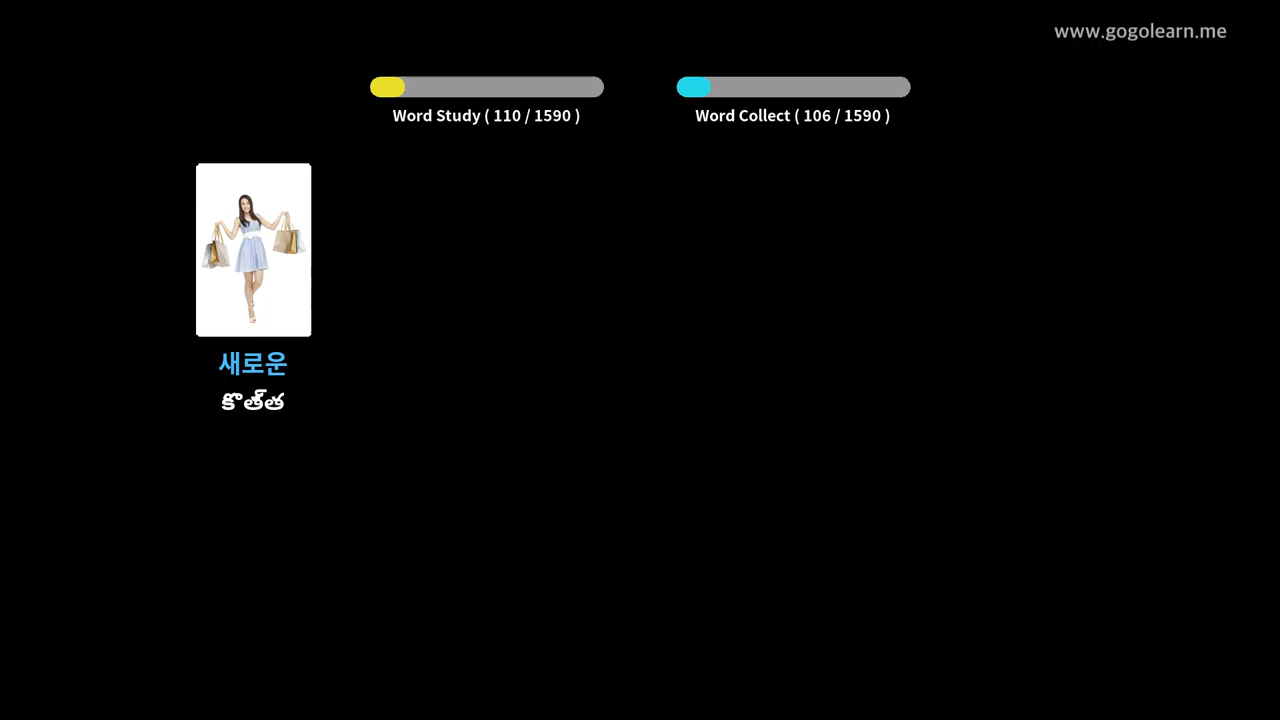 www.gogolearn.me
Word Study ( 110 / 1590 )
Word Collect ( 106 / 1590 )
새로운
కొత్త